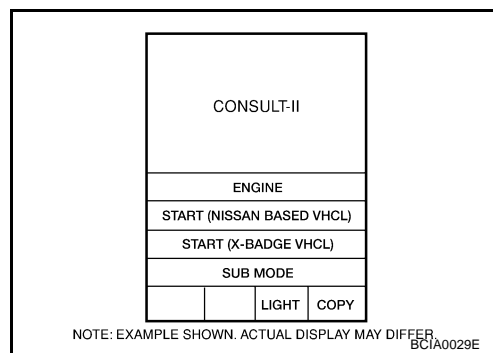 CONSULT-II
ENGINE
START (NISSAN BASED VHCL)
START (X-BADGE VHCL)
SUB MODE
LIGHT COPY
NOTE: EXAMPLE SHOWN. ACTUAL DISPLAY MAY DIFFER.
BCIA0029E